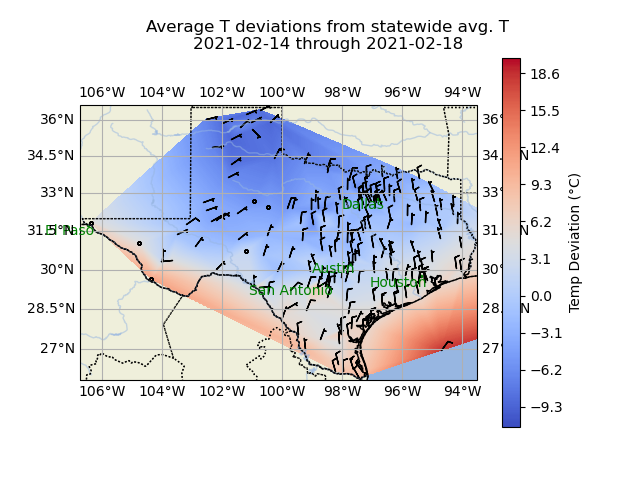 Average T deviations from statewide avg. T
2021-02-14 through 2021-02-18
106°W 104°W 102°W 100°W 98°W 96°W 94°W
36°N 36°N
34.5°N 34.5°N
33°N 33°N
31.5°N 31.5°N
30°N 30°N
28.5°N 28.5°N
27°N 27°N
El Paso
Dallas
Austin
San Antonio
Houston
106°W 104°W 102°W 100°W 98°W 96°W 94°W
18.6
15.5
12.4
9.3
6.2
3.1
0.0
−3.1
−6.2
−9.3
Temp Deviation (°C)